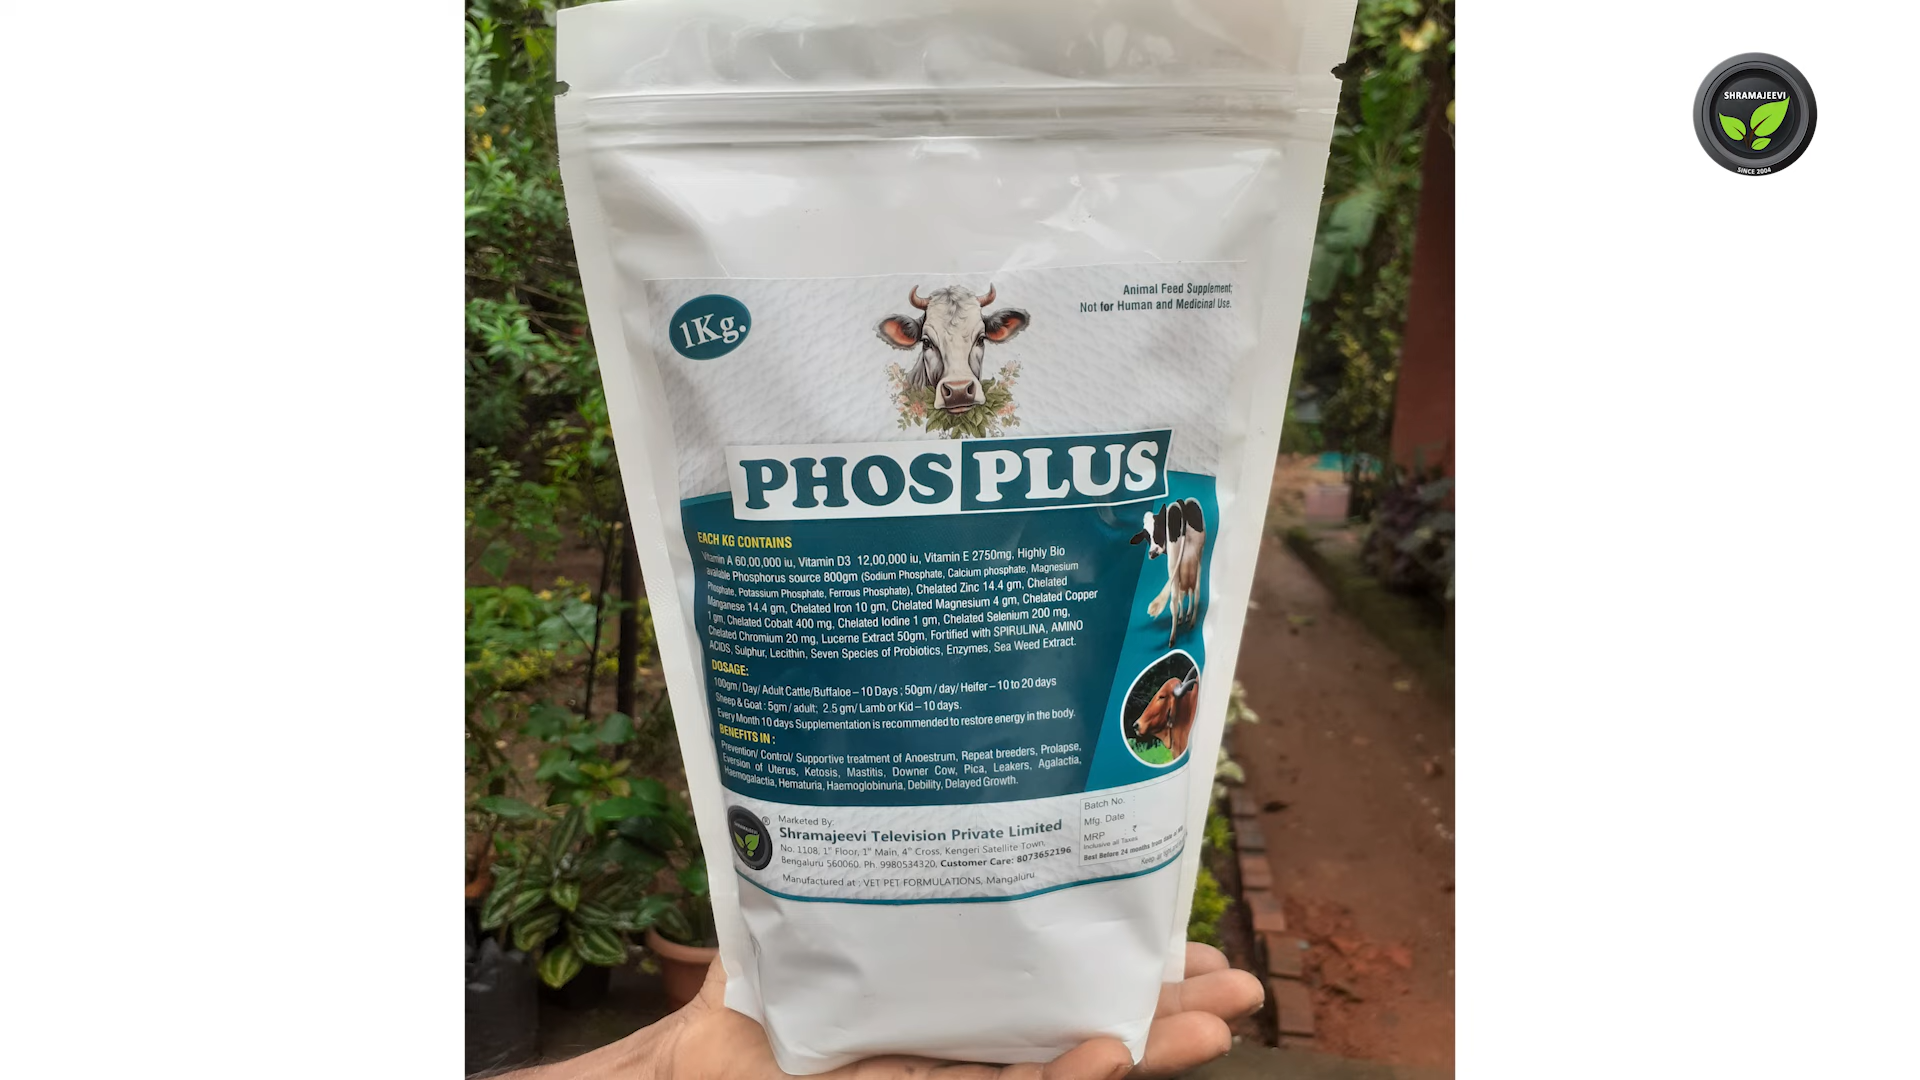 SHRAMAJEEVI
SINCE 2004
1Kg.
Animal Feed Supplement;
Not for Human and Medicinal Use.
PHOS PLUS
EACH KG CONTAINS
Vitamin A 60,00,000 iu, Vitamin D3 12,00,000 iu, Vitamin E 2750mg, Highly Bio
available Phosphorus source 800gm (Sodium Phosphate, Calcium phosphate, Magnesium
Phosphate, Potassium Phosphate, Ferrous Phosphate), Chelated Zinc 14.4 gm, Chelated
Manganese 14.4 gm, Chelated Iron 10 gm, Chelated Magnesium 4 gm, Chelated Copper
1 gm, Chelated Cobalt 400 mg, Chelated Iodine 1 gm, Chelated Selenium 200 mg,
Chelated Chromium 20 mg, Lucerne Extract 50gm, Fortified with SPIRULINA, AMINO
ACIDS, Sulphur, Lecithin, Seven Species of Probiotics, Enzymes, Sea Weed Extract.
DOSAGE:
100gm / Day/ Adult Cattle/Buffaloe – 10 Days ; 50gm / day/ Heifer – 10 to 20 days
Sheep & Goat : 5gm / adult; 2.5 gm/ Lamb or Kid – 10 days.
Every Month 10 days Supplementation is recommended to restore energy in the body.
BENEFITS IN :
Prevention/ Control/ Supportive treatment of Anoestrum, Repeat breeders, Prolapse,
Eversion of Uterus, Ketosis, Mastitis, Downer Cow, Pica, Leakers, Agalactia,
Haemogalactia, Hematuria, Haemoglobinuria, Debility, Delayed Growth.
SHRAMAJEEVI
®
Marketed By:
Shramajeevi Television Private Limited
No. 1108, 1st Floor, 1st Main, 4th Cross, Kengeri Satellite Town,
Bengaluru 560060. Ph. 9980534320, Customer Care: 8073652196
Manufactured at : VET PET FORMULATIONS, Mangaluru
Batch No. :
Mfg. Date :
MRP : ₹
Inclusive all Taxes
Best Before 24 months from date of
Keep